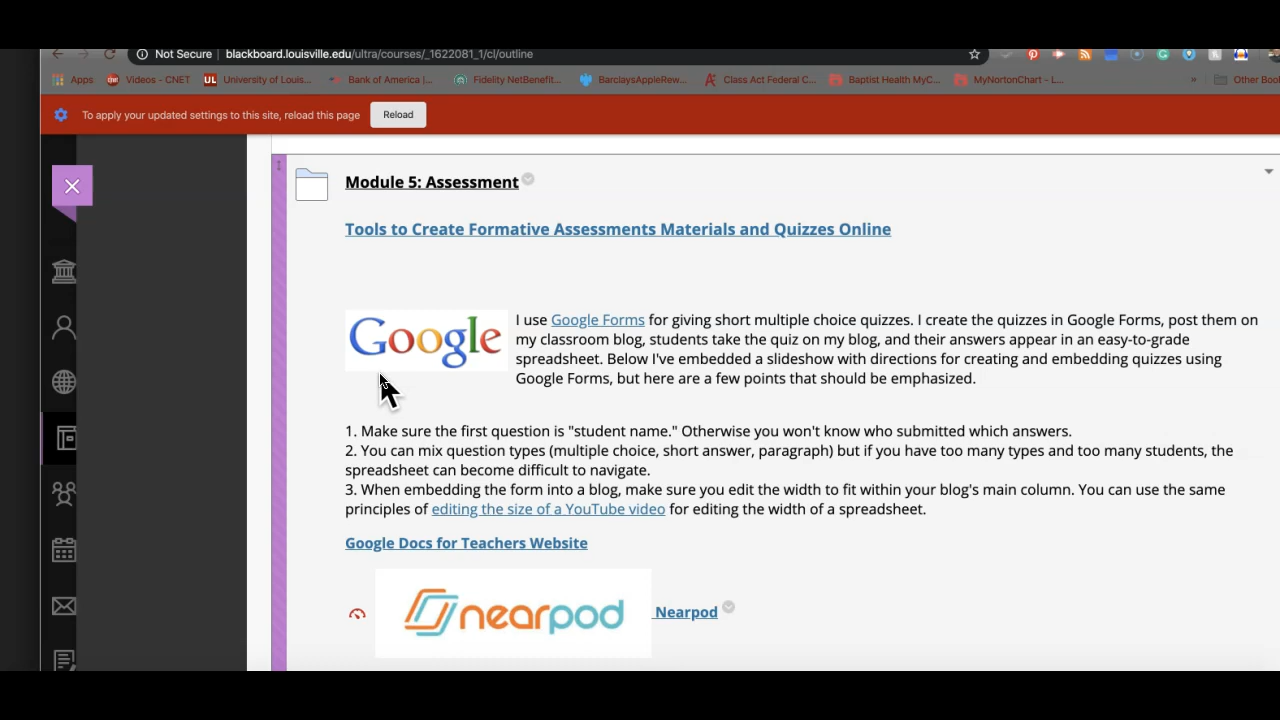 Not Secure | blackboard.louisville.edu/ultra/courses/_1622081_1/cl/outline
Apps Videos - CNET UL University of Louis... Bank of America |... Fidelity NetBenefit... BarclaysAppleRew... Class Act Federal C... Baptist Health MyC... MyNortonChart – L... » Other Boo
To apply your updated settings to this site, reload this page Reload
Module 5: Assessment
Tools to Create Formative Assessments Materials and Quizzes Online
Google
I use Google Forms for giving short multiple choice quizzes. I create the quizzes in Google Forms, post them on
my classroom blog, students take the quiz on my blog, and their answers appear in an easy-to-grade
spreadsheet. Below I've embedded a slideshow with directions for creating and embedding quizzes using
Google Forms, but here are a few points that should be emphasized.
1. Make sure the first question is "student name." Otherwise you won't know who submitted which answers.
2. You can mix question types (multiple choice, short answer, paragraph) but if you have too many types and too many students, the
spreadsheet can become difficult to navigate.
3. When embedding the form into a blog, make sure you edit the width to fit within your blog's main column. You can use the same
principles of editing the size of a YouTube video for editing the width of a spreadsheet.
Google Docs for Teachers Website
nearpod Nearpod